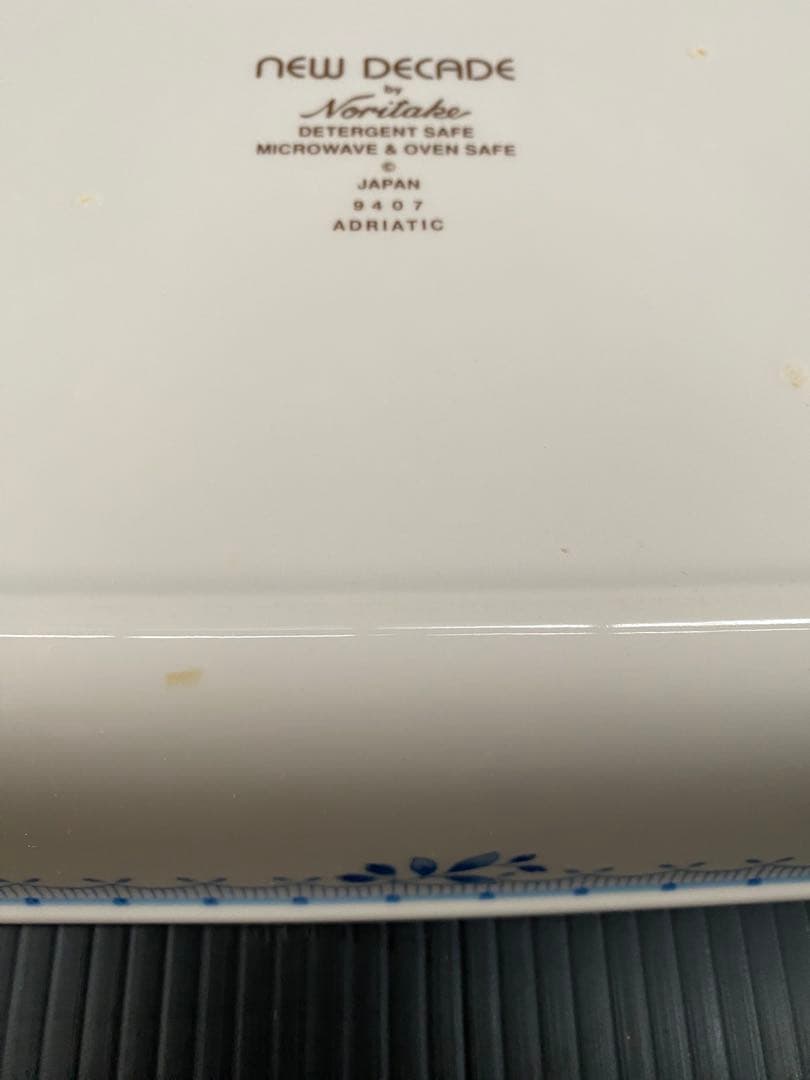 NEW DECADE
by
Noritake
DETERGENT SAFE
MICROWAVE & OVEN SAFE
©
JAPAN
9407
ADRIATIC